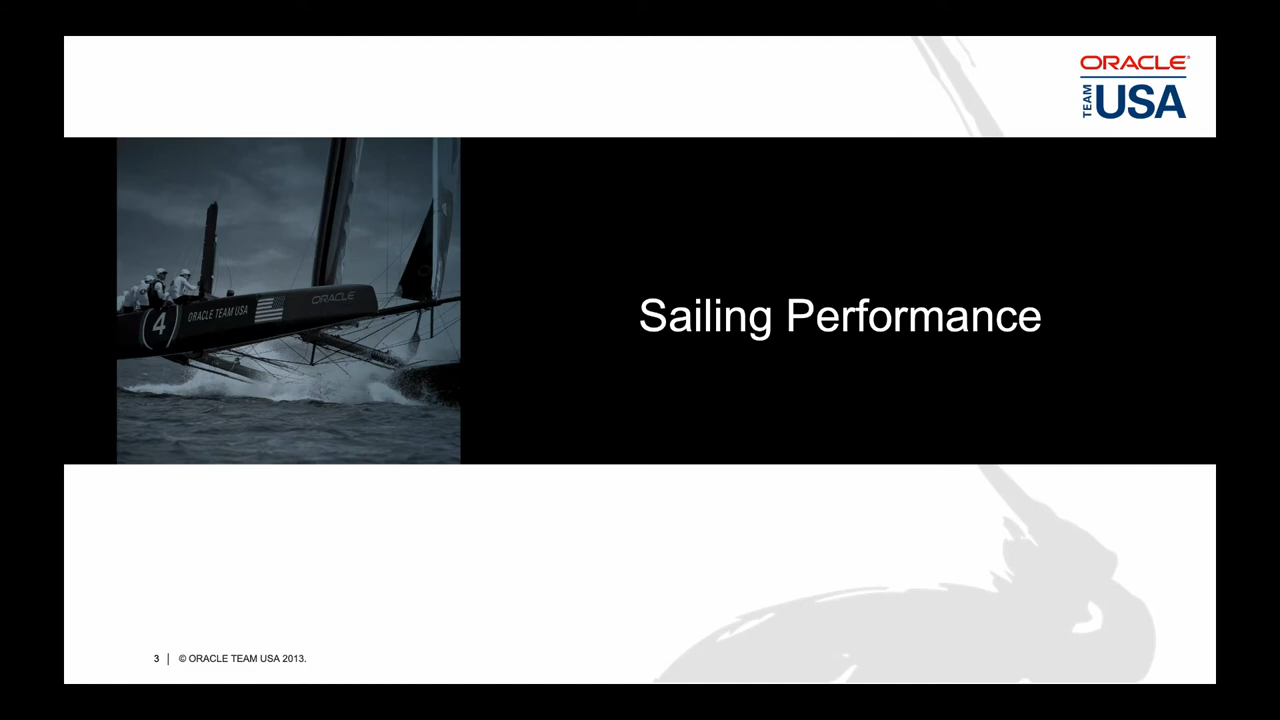 ORACLE
TEAM USA
ORACLE
ORACLE TEAM USA
4
Sailing Performance
3 | © ORACLE TEAM USA 2013.